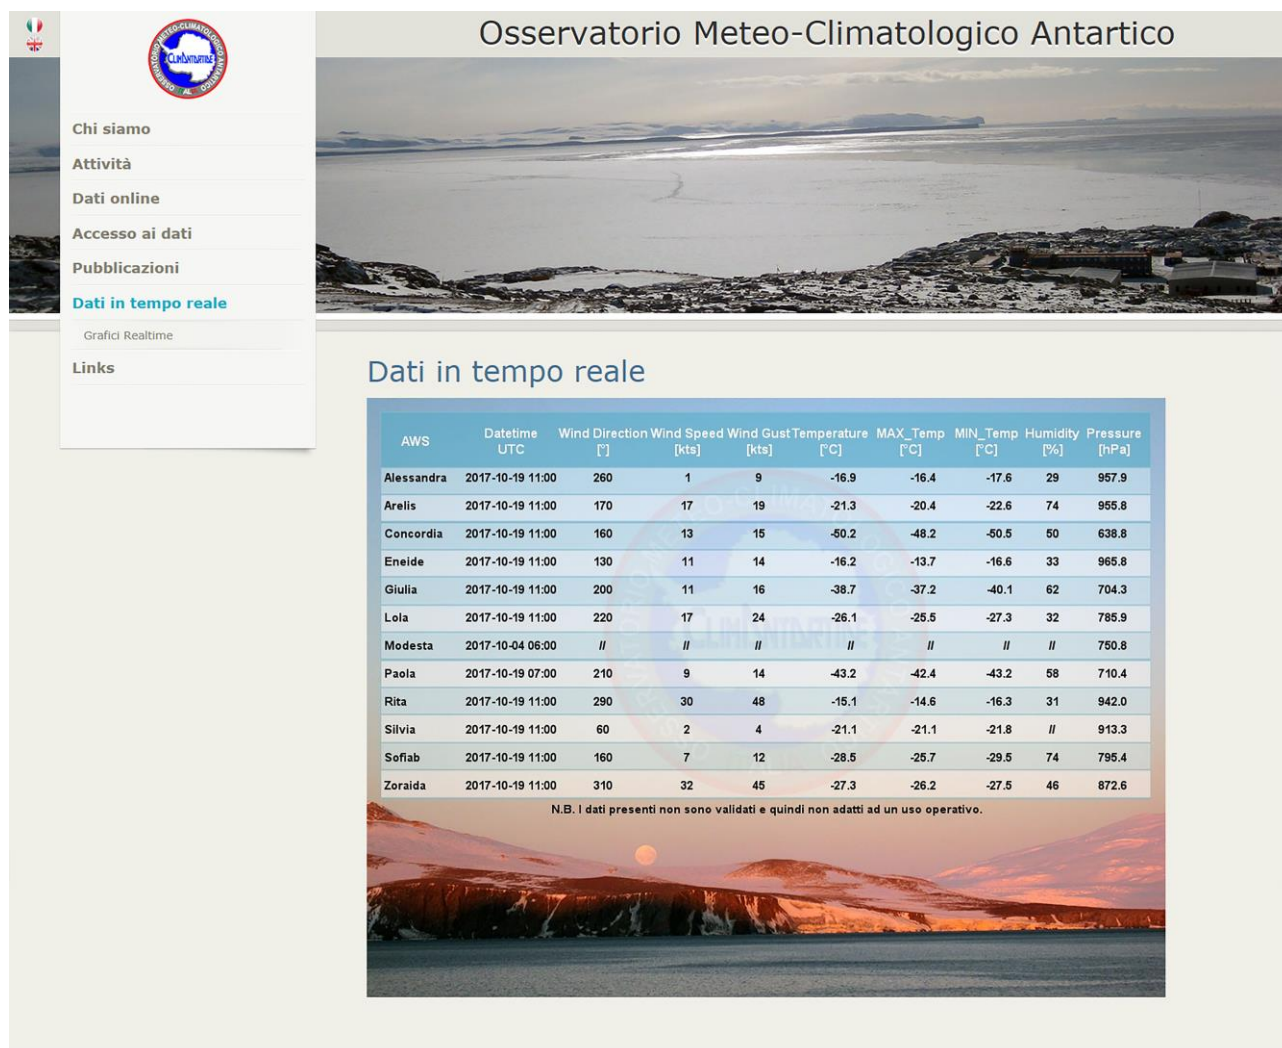 Osservatorio Meteo-Climatologico Antartico
OSSERVATORIO METEO-CLIMATOLOGICO ANTARTICO
CLIMANTARTIDE
Chi siamo
Attività
Dati online
Accesso ai dati
Pubblicazioni
Dati in tempo reale
Grafici Realtime
Links
Dati in tempo reale
AWS Datetime UTC Wind Direction [°] Wind Speed [kts] Wind Gust [kts] Temperature [°C] MAX_Temp [°C] MIN_Temp [°C] Humidity [%] Pressure [hPa]
Alessandra 2017-10-19 11:00 260 1 9 -16.9 -16.4 -17.6 29 957.9
Arelis 2017-10-19 11:00 170 17 19 -21.3 -20.4 -22.6 74 955.8
Concordia 2017-10-19 11:00 160 13 15 -50.2 -48.2 -50.5 50 638.8
Eneide 2017-10-19 11:00 130 11 14 -16.2 -13.7 -16.6 33 965.8
Giulia 2017-10-19 11:00 200 11 16 -38.7 -37.2 -40.1 62 704.3
Lola 2017-10-19 11:00 220 17 24 -26.1 -25.5 -27.3 32 785.9
Modesta 2017-10-04 06:00 // // // // // // // 750.8
Paola 2017-10-19 07:00 210 9 14 -43.2 -42.4 -43.2 58 710.4
Rita 2017-10-19 11:00 290 30 48 -15.1 -14.6 -16.3 31 942.0
Silvia 2017-10-19 11:00 60 2 4 -21.1 -21.1 -21.8 // 913.3
Sofiab 2017-10-19 11:00 160 7 12 -28.5 -25.7 -29.5 74 795.4
Zoraida 2017-10-19 11:00 310 32 45 -27.3 -26.2 -27.5 46 872.6
N.B. I dati presenti non sono validati e quindi non adatti ad un uso operativo.